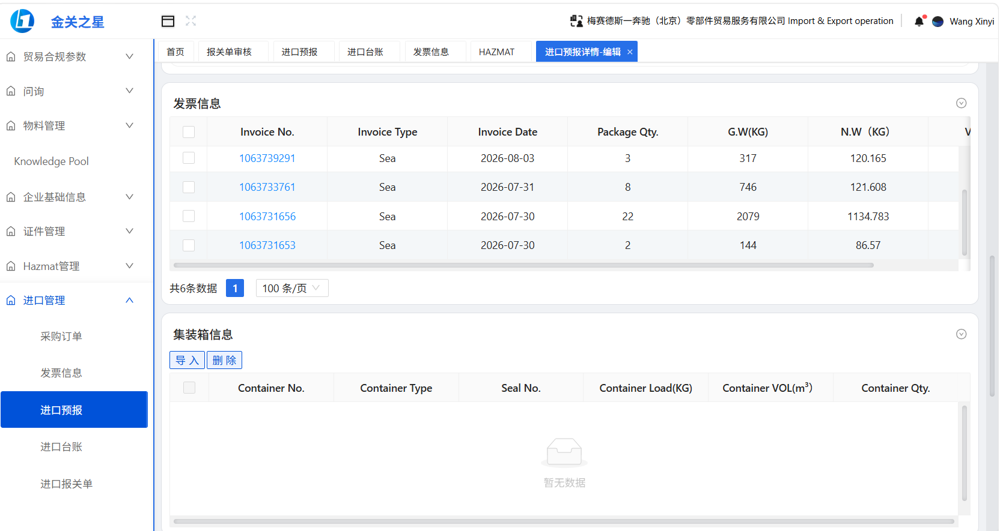 金关之星
梅赛德斯一奔驰（北京）零部件贸易服务有限公司 Import & Export operation
Wang Xinyi
贸易合规参数
问询
物料管理
Knowledge Pool
企业基础信息
证件管理
Hazmat管理
进口管理
采购订单
发票信息
进口预报
进口台账
进口报关单
首页 报关单审核 进口预报 进口台账 发票信息 HAZMAT 进口预报详情-编辑 ×
发票信息
Invoice No. Invoice Type Invoice Date Package Qty. G.W(KG) N.W（KG） V
1063739291 Sea 2026-08-03 3 317 120.165
1063733761 Sea 2026-07-31 8 746 121.608
1063731656 Sea 2026-07-30 22 2079 1134.783
1063731653 Sea 2026-07-30 2 144 86.57
共6条数据 1 100 条/页
集装箱信息
导 入 删 除
Container No. Container Type Seal No. Container Load(KG) Container VOL(m³) Container Qty.
暂无数据